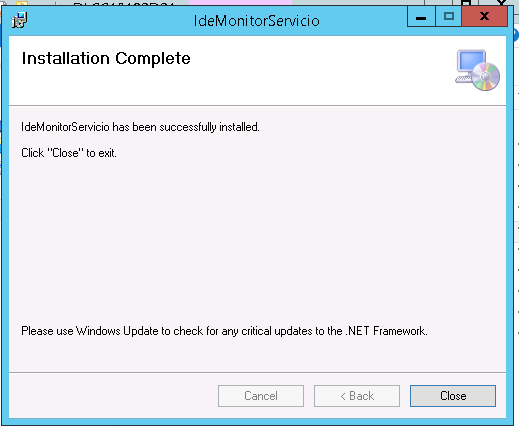 IdeMonitorServicio
Installation Complete
IdeMonitorServicio has been successfully installed.
Click "Close" to exit.
Please use Windows Update to check for any critical updates to the .NET Framework.
Cancel
< Back
Close